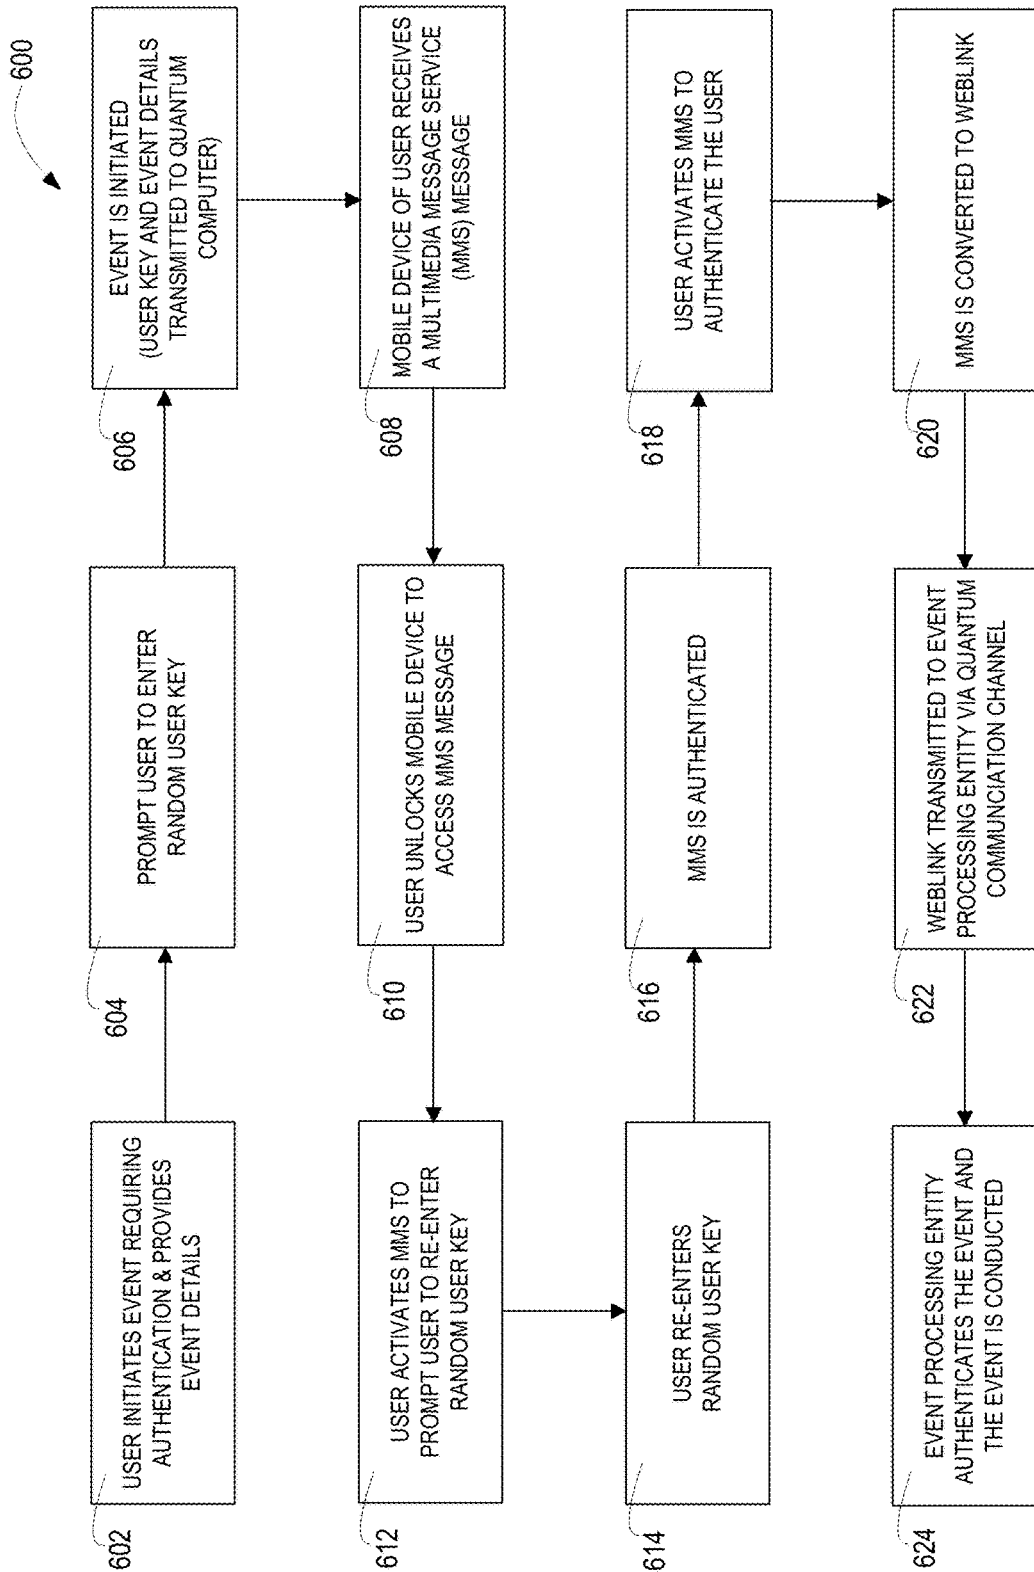 600
602
USER INITIATES EVENT REQUIRING
AUTHENTICATION & PROVIDES
EVENT DETAILS
604
PROMPT USER TO ENTER
RANDOM USER KEY
606
EVENT IS INITIATED
(USER KEY AND EVENT DETAILS
TRANSMITTED TO QUANTUM
COMPUTER)
608
MOBILE DEVICE OF USER RECEIVES
A MULTIMEDIA MESSAGE SERVICE
(MMS) MESSAGE
610
USER UNLOCKS MOBILE DEVICE TO
ACCESS MMS MESSAGE
612
USER ACTIVATES MMS TO
PROMPT USER TO RE-ENTER
RANDOM USER KEY
614
USER RE-ENTERS
RANDOM USER KEY
616
MMS IS AUTHENTICATED
618
USER ACTIVATES MMS TO
AUTHENTICATE THE USER
620
MMS IS CONVERTED TO WEBLINK
622
WEBLINK TRANSMITTED TO EVENT
PROCESSING ENTITY VIA QUANTUM
COMMUNCIATION CHANNEL
624
EVENT PROCESSING ENTITY
AUTHENTICATES THE EVENT AND
THE EVENT IS CONDUCTED